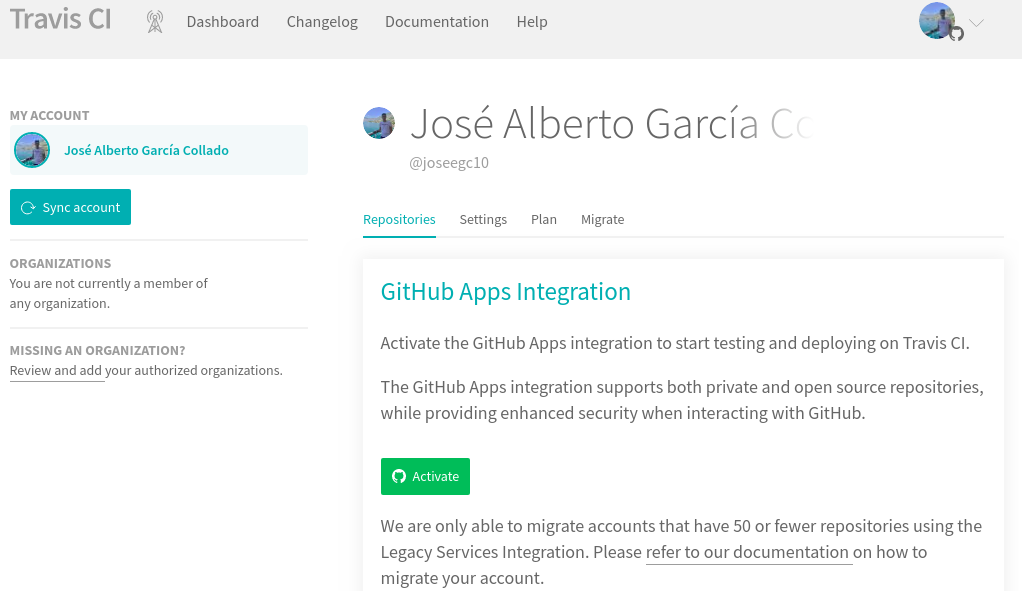 Travis CI
Dashboard Changelog Documentation Help
MY ACCOUNT
José Alberto García Collado
Sync account
ORGANIZATIONS
You are not currently a member of
any organization.
MISSING AN ORGANIZATION?
Review and add your authorized organizations.
José Alberto García Co
@joseegc10
Repositories Settings Plan Migrate
GitHub Apps Integration
Activate the GitHub Apps integration to start testing and deploying on Travis CI.
The GitHub Apps integration supports both private and open source repositories,
while providing enhanced security when interacting with GitHub.
Activate
We are only able to migrate accounts that have 50 or fewer repositories using the
Legacy Services Integration. Please refer to our documentation on how to
migrate your account.